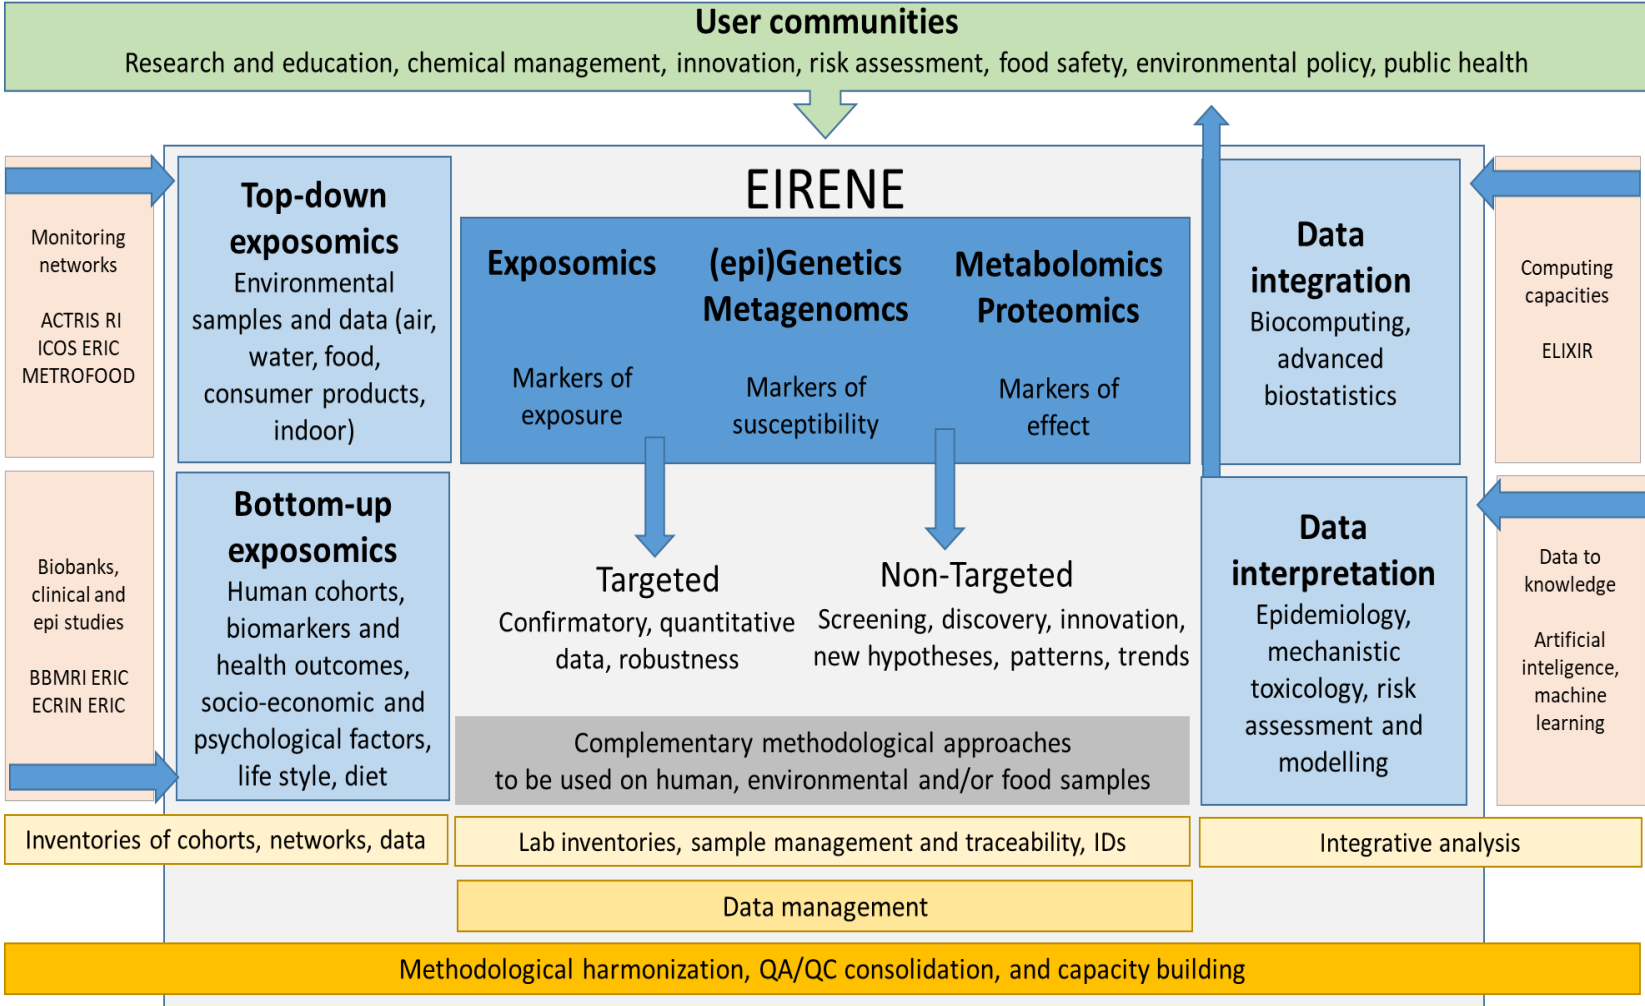 User communities
Research and education, chemical management, innovation, risk assessment, food safety, environmental policy, public health
Monitoring
networks
ACTRIS RI
ICOS ERIC
METROFOOD
Top-down
exposomics
Environmental
samples and data (air,
water, food,
consumer products,
indoor)
EIRENE
Exposomics
Markers of
exposure
(epi)Genetics
Metagenomcs
Markers of
susceptibility
Metabolomics
Proteomics
Markers of
effect
Data
integration
Biocomputing,
advanced
biostatistics
Computing
capacities
ELIXIR
Biobanks,
clinical and
epi studies
BBMRI ERIC
ECRIN ERIC
Bottom-up
exposomics
Human cohorts,
biomarkers and
health outcomes,
socio-economic and
psychological factors,
life style, diet
Targeted
Confirmatory, quantitative
data, robustness
Non-Targeted
Screening, discovery, innovation,
new hypotheses, patterns, trends
Complementary methodological approaches
to be used on human, environmental and/or food samples
Data
interpretation
Epidemiology,
mechanistic
toxicology, risk
assessment and
modelling
Data to
knowledge
Artificial
inteligence,
machine
learning
Inventories of cohorts, networks, data
Lab inventories, sample management and traceability, IDs
Integrative analysis
Data management
Methodological harmonization, QA/QC consolidation, and capacity building